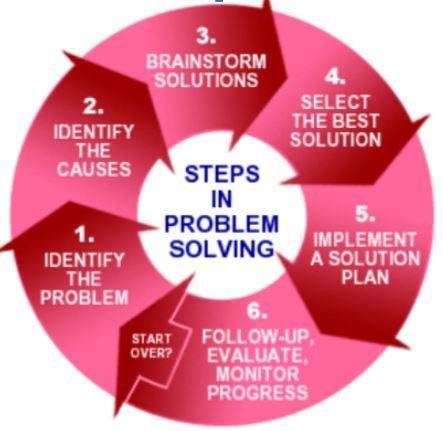 STEPS
IN
PROBLEM
SOLVING
1.
IDENTIFY
THE
PROBLEM
2.
IDENTIFY
THE
CAUSES
3.
BRAINSTORM
SOLUTIONS
4.
SELECT
THE BEST
SOLUTION
5.
IMPLEMENT
A SOLUTION
PLAN
6.
FOLLOW-UP,
EVALUATE,
MONITOR
PROGRESS
START
OVER?